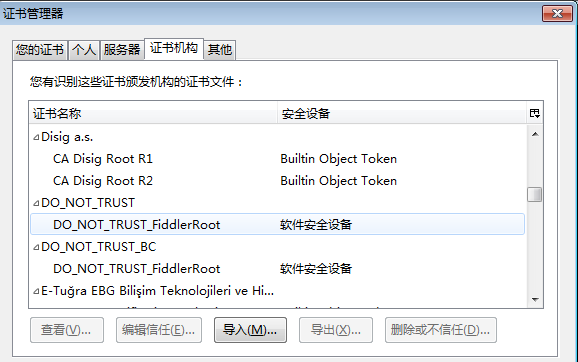 证书管理器
您的证书 个人 服务器 证书机构 其他
您有识别这些证书颁发机构的证书文件：
证书名称 安全设备
Disig a.s.
CA Disig Root R1 Builtin Object Token
CA Disig Root R2 Builtin Object Token
DO_NOT_TRUST
DO_NOT_TRUST_FiddlerRoot 软件安全设备
DO_NOT_TRUST_BC
DO_NOT_TRUST_FiddlerRoot 软件安全设备
E-Tuğra EBG Bilişim Teknolojileri ve Hi...
查看(V)... 编辑信任(E)... 导入(M)... 导出(X)... 删除或不信任(D)...